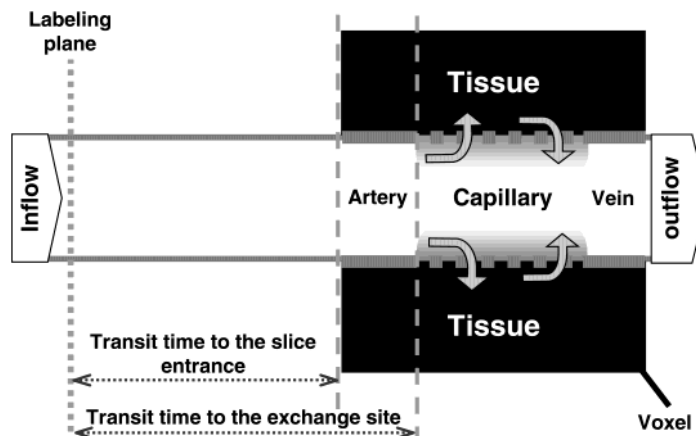 Labeling
plane
Tissue
Inflow
Artery
Capillary
Vein
outflow
Tissue
Transit time to the slice
entrance
Transit time to the exchange site
Voxel